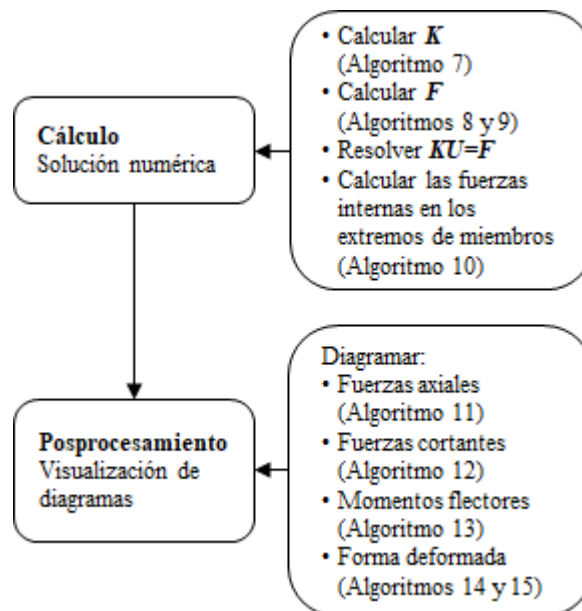 • Calcular K
(Algoritmo 7)
• Calcular F
(Algoritmos 8 y 9)
• Resolver KU=F
• Calcular las fuerzas
internas en los
extremos de miembros
(Algoritmo 10)
Cálculo
Solución numérica
Diagramar:
• Fuerzas axiales
(Algoritmo 11)
• Fuerzas cortantes
(Algoritmo 12)
• Momentos flectores
(Algoritmo 13)
• Forma deformada
(Algoritmos 14 y 15)
Posprocesamiento
Visualización de
diagramas